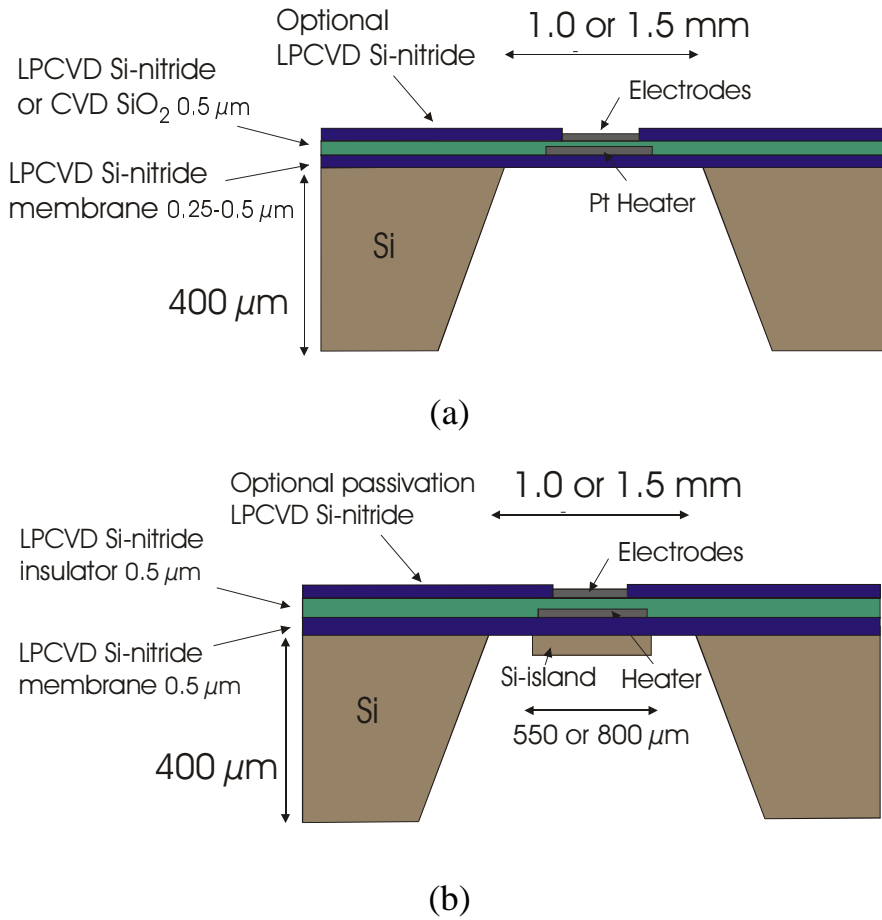 Optional
LPCVD Si-nitride
1.0 or 1.5 mm
LPCVD Si-nitride
or CVD SiO₂ 0.5 µm
Electrodes
LPCVD Si-nitride
membrane 0.25-0.5 µm
Pt Heater
Si
400 µm
(a)
Optional passivation
LPCVD Si-nitride
1.0 or 1.5 mm
LPCVD Si-nitride
insulator 0.5 µm
Electrodes
LPCVD Si-nitride
membrane 0.5 µm
Si-island
Heater
Si
550 or 800 µm
400 µm
(b)